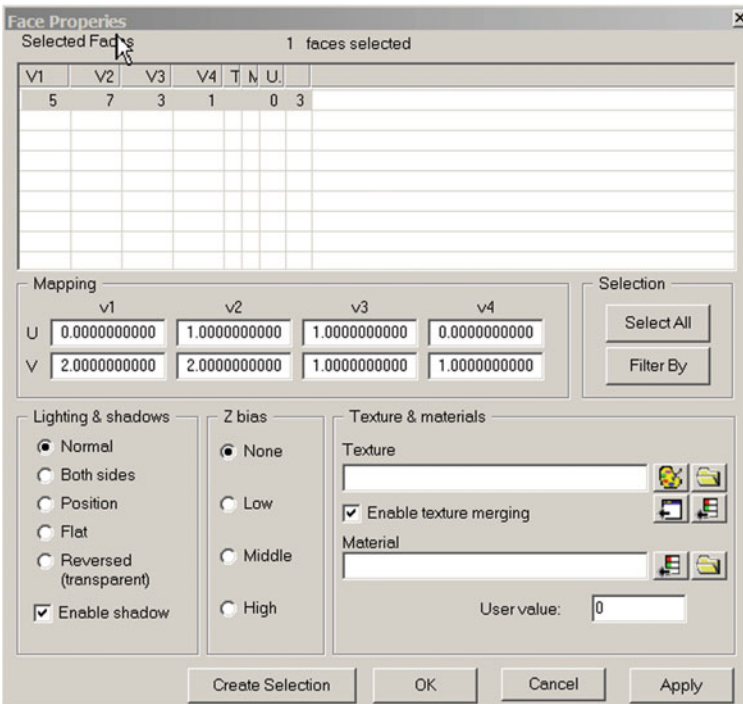 Face Properies
Selected Faces 1 faces selected
V1 V2 V3 V4 T M U.
5 7 3 1 0 3
Mapping
v1 v2 v3 v4
U 0.0000000000 1.0000000000 1.0000000000 0.0000000000
V 2.0000000000 2.0000000000 1.0000000000 1.0000000000
Selection
Select All
Filter By
Lighting & shadows
Normal
Both sides
Position
Flat
Reversed
(transparent)
Enable shadow
Z bias
None
Low
Middle
High
Texture & materials
Texture
Enable texture merging
Material
User value: 0
Create Selection OK Cancel Apply